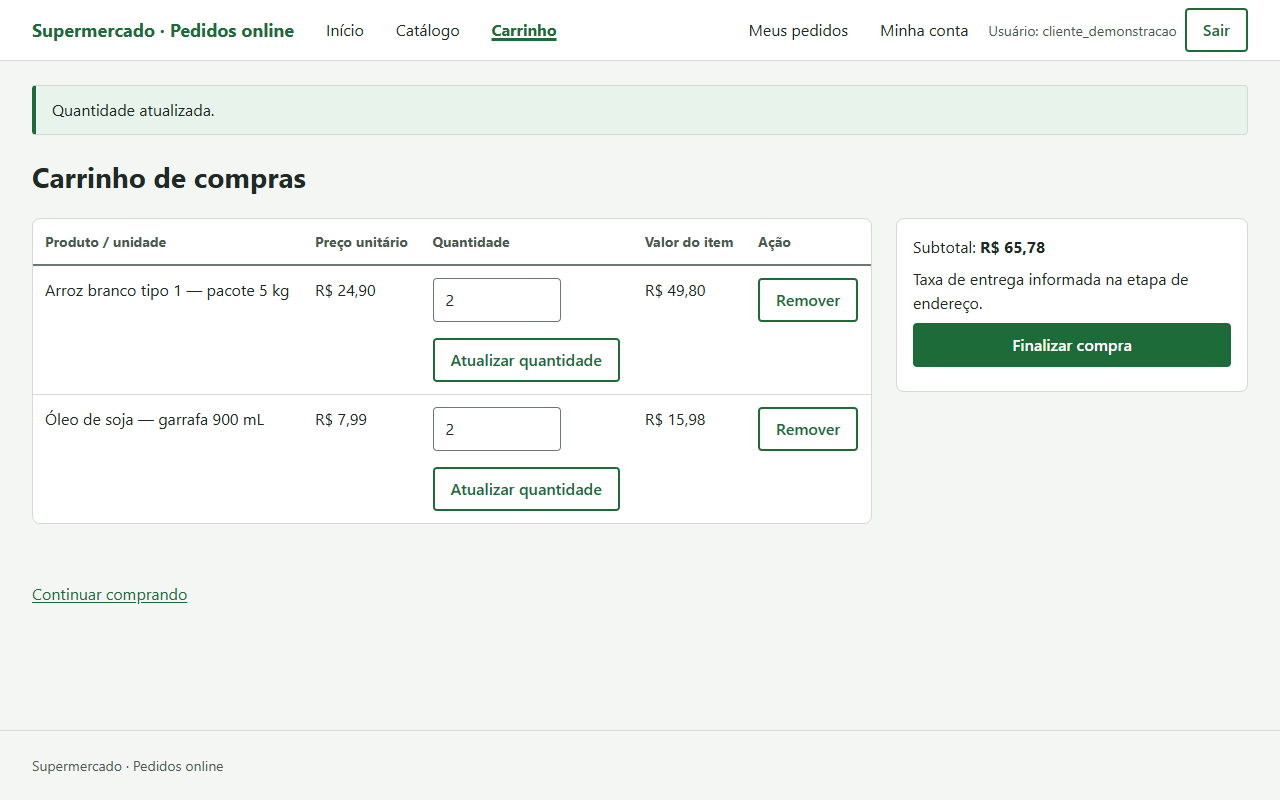 Supermercado · Pedidos online Início Catálogo Carrinho Meus pedidos Minha conta Usuário: cliente_demonstracao Sair
Quantidade atualizada.
Carrinho de compras
Produto / unidade Preço unitário Quantidade Valor do item Ação
Arroz branco tipo 1 — pacote 5 kg R$ 24,90 2 R$ 49,80 Remover
Atualizar quantidade
Óleo de soja — garrafa 900 mL R$ 7,99 2 R$ 15,98 Remover
Atualizar quantidade
Subtotal: R$ 65,78
Taxa de entrega informada na etapa de
endereço.
Finalizar compra
Continuar comprando
Supermercado · Pedidos online